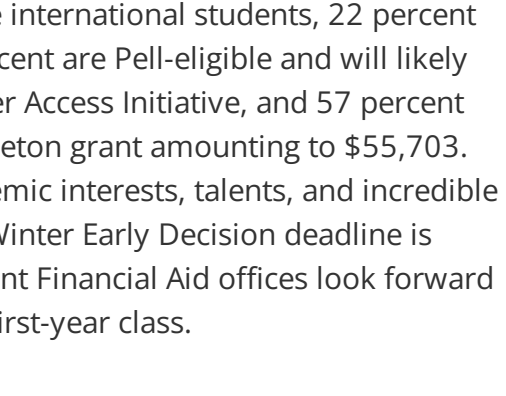 international students, 22 percent
cent are Pell-eligible and will likely
er Access Initiative, and 57 percent
eton grant amounting to $55,703.
emic interests, talents, and incredible
Winter Early Decision deadline is
nt Financial Aid offices look forward
irst-year class.